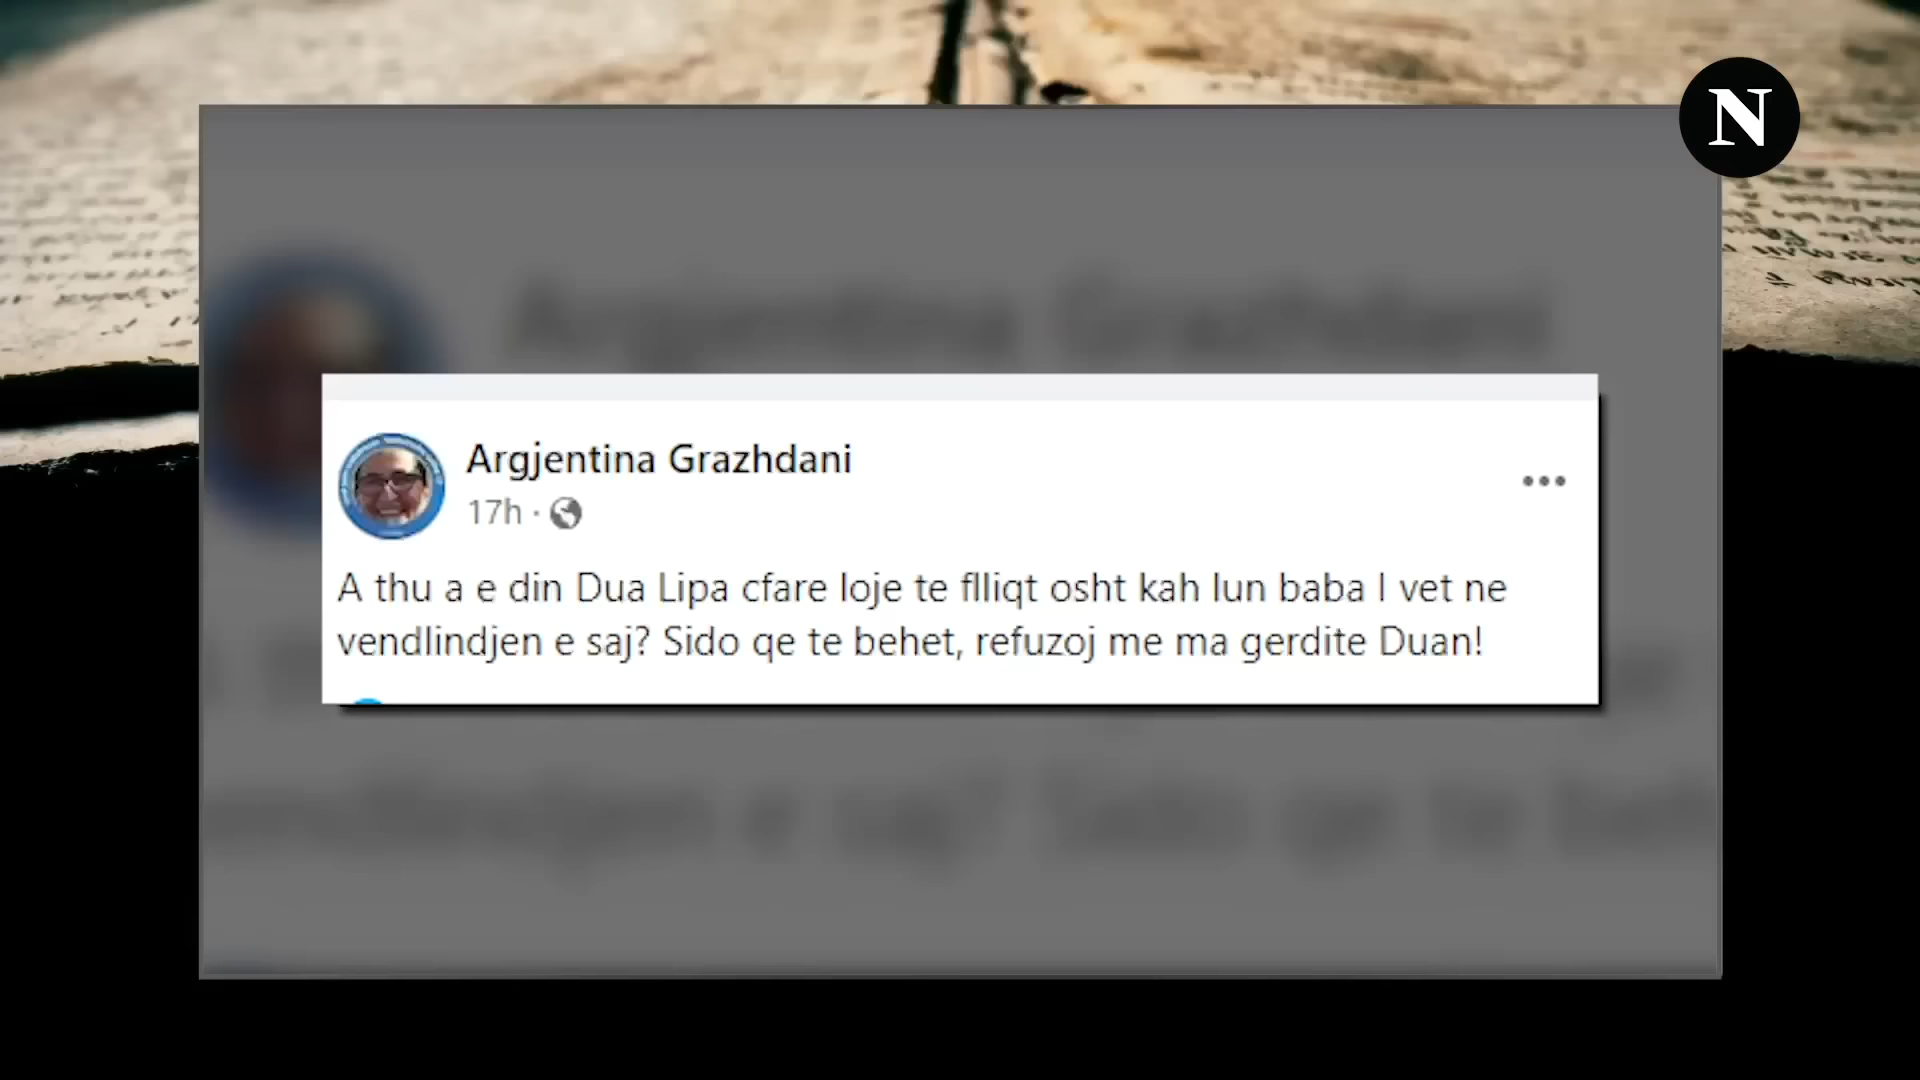 N
Argjentina Grazhdani
17h ·
A thu a e din Dua Lipa cfare loje te flliqt osht kah lun baba I vet ne
vendlindjen e saj? Sido qe te behet, refuzoj me ma gerdite Duan!